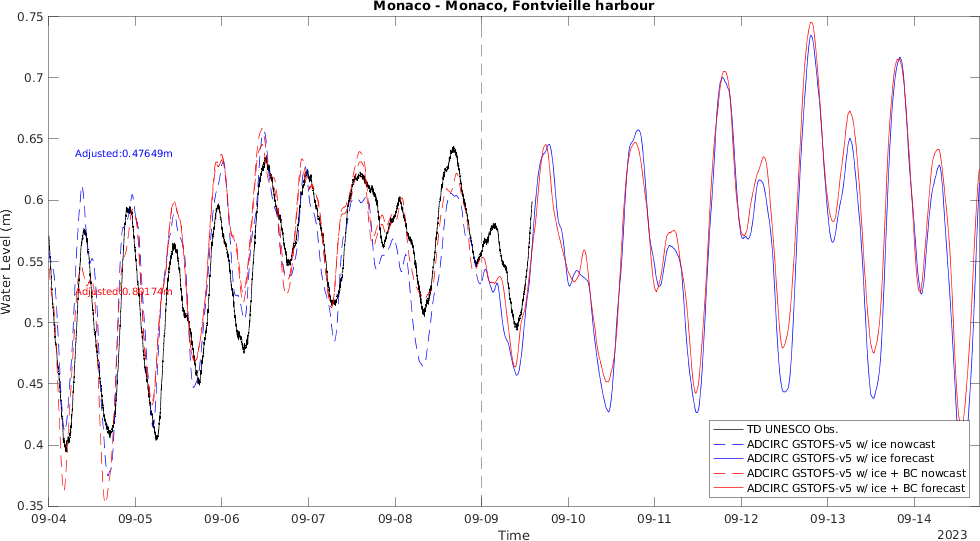 Monaco - Monaco, Fontvieille harbour
0.75
0.7
0.65
0.6
0.55
0.5
0.45
0.4
0.35
Water Level (m)
Adjusted:0.47649m
Adjusted:0.80174m
TD UNESCO Obs.
ADCIRC GSTOFS-v5 w/ ice nowcast
ADCIRC GSTOFS-v5 w/ ice forecast
ADCIRC GSTOFS-v5 w/ ice + BC nowcast
ADCIRC GSTOFS-v5 w/ ice + BC forecast
09-04 09-05 09-06 09-07 09-08 09-09 09-10 09-11 09-12 09-13 09-14
Time
2023